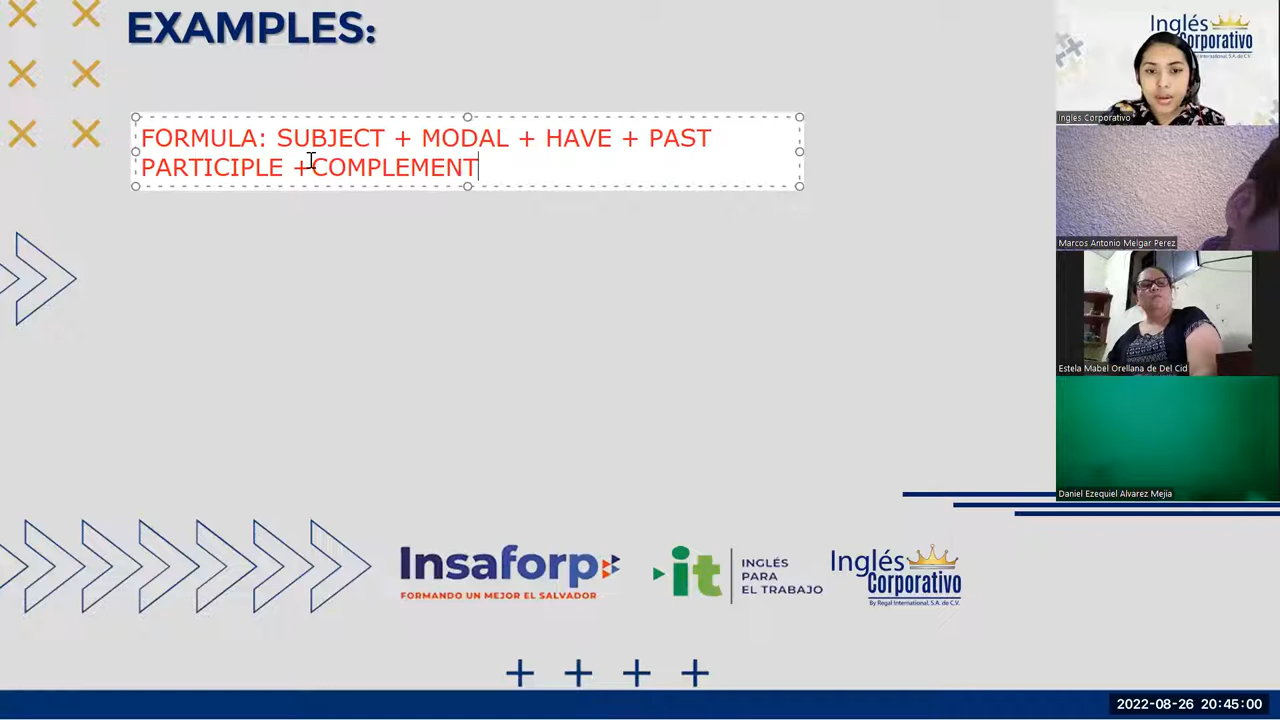 EXAMPLES:
FORMULA: SUBJECT + MODAL + HAVE + PAST
PARTICIPLE +COMPLEMENT
Inglés
Corporativo
By Regal International, S.A. de C.V.
Ingles Corporativo
Marcos Antonio Melgar Perez
Estela Mabel Orellana de Del Cid
Daniel Ezequiel Alvarez Mejia
Insaforp
FORMANDO UN MEJOR EL SALVADOR
it
INGLÉS
PARA
EL TRABAJO
Inglés
Corporativo
By Regal International, S.A. de C.V.
2022-08-26 20:45:00